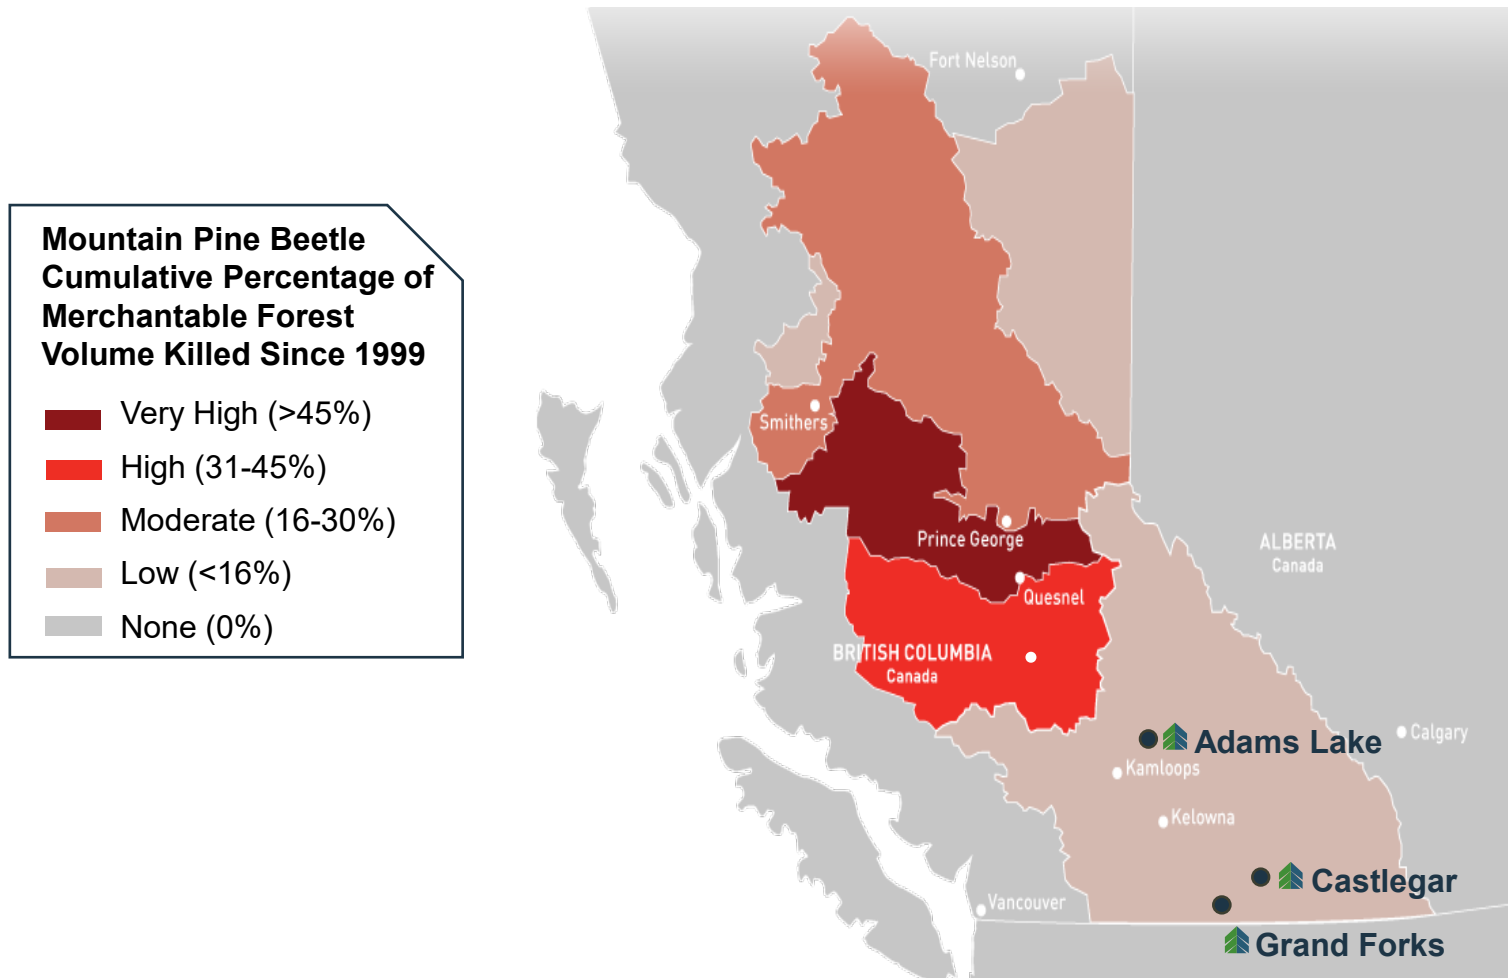 Mountain Pine Beetle
Cumulative Percentage of
Merchantable Forest
Volume Killed Since 1999
Very High (>45%)
High (31-45%)
Moderate (16-30%)
Low (<16%)
None (0%)
Fort Nelson
Smithers
Prince George
Quesnel
ALBERTA
Canada
BRITISH COLUMBIA
Canada
Adams Lake
Calgary
Kamloops
Kelowna
Castlegar
Vancouver
Grand Forks